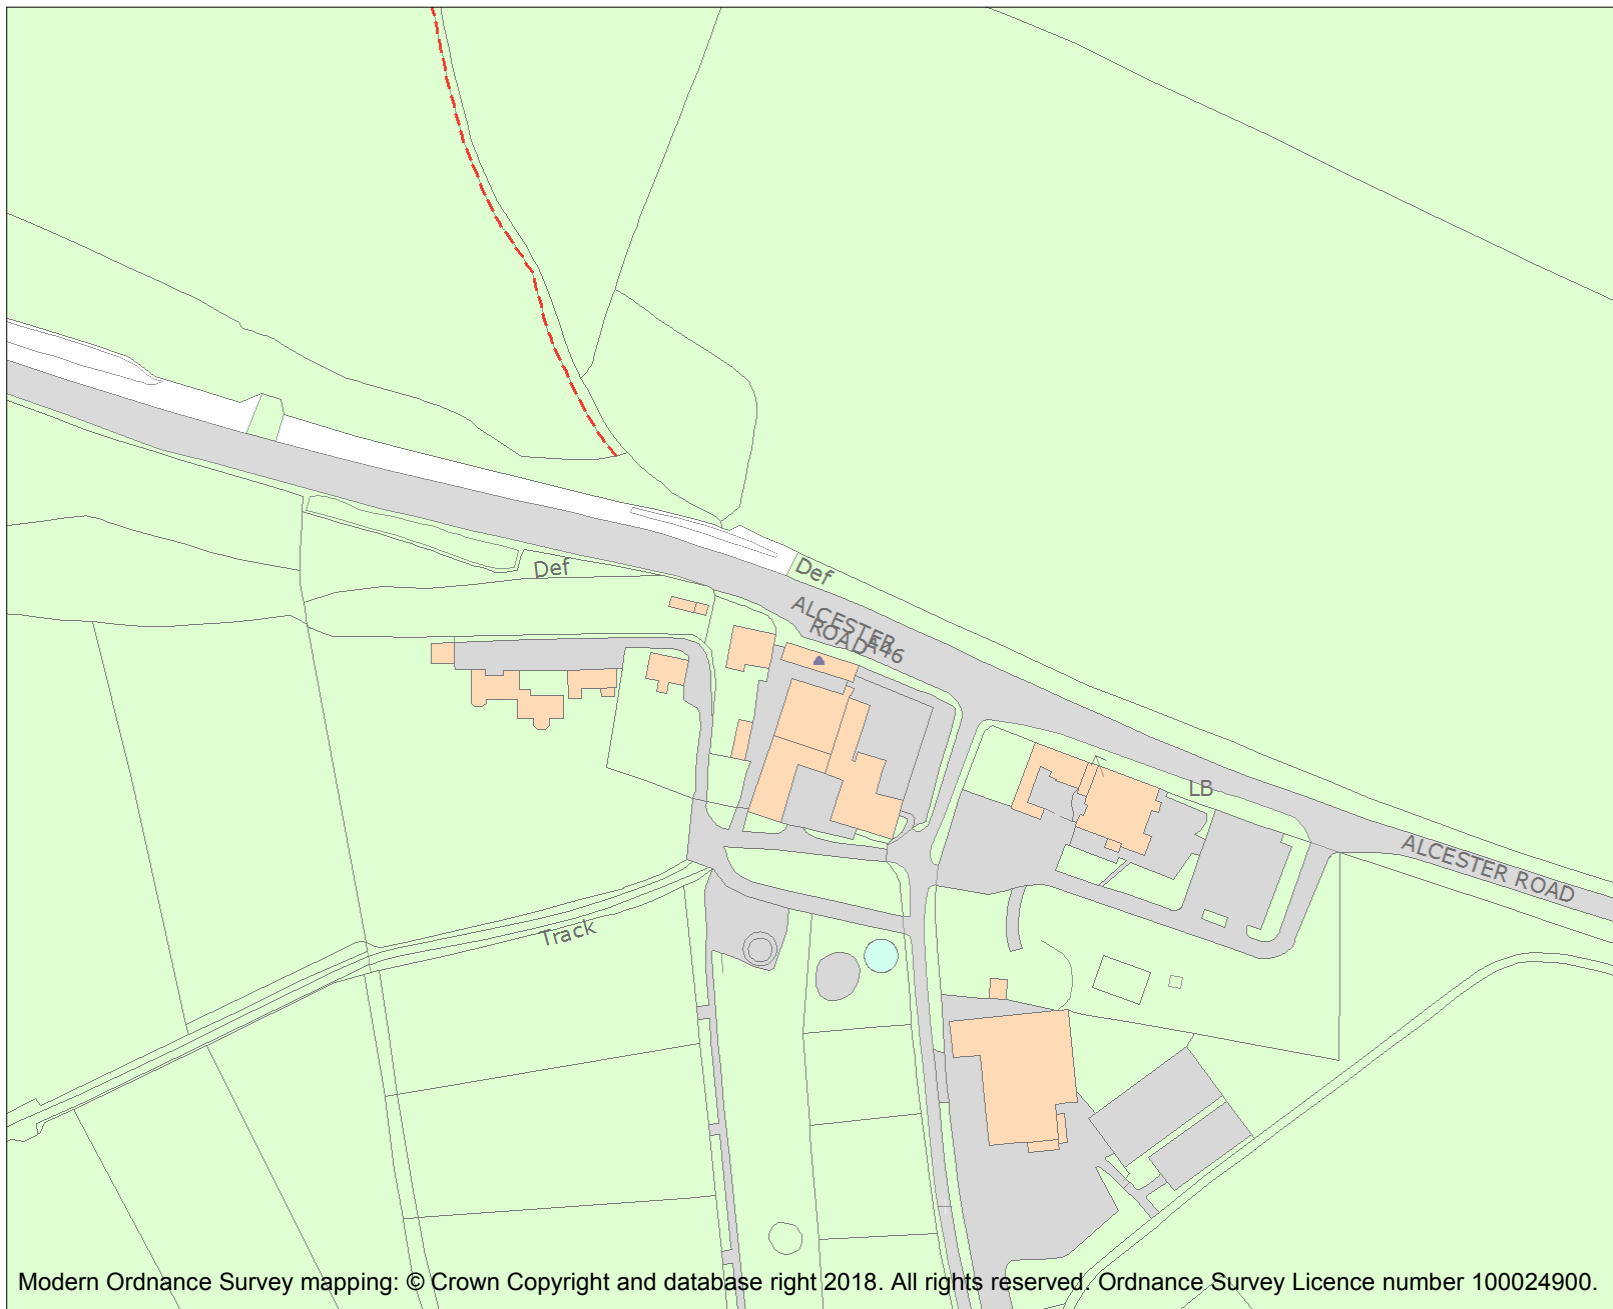 Def
Def
ALCESTER
ROAD
A46
LB
ALCESTER ROAD
Track
Modern Ordnance Survey mapping: © Crown Copyright and database right 2018. All rights reserved. Ordnance Survey Licence number 100024900.